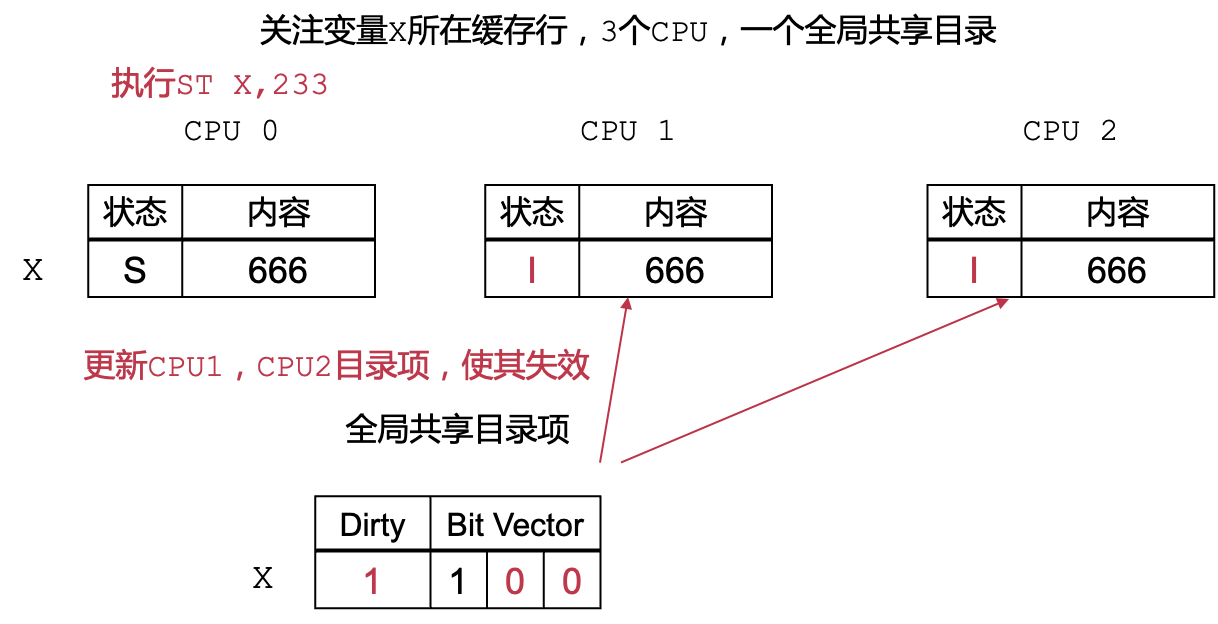 关注变量X所在缓存行，3个CPU，一个全局共享目录
执行ST X,233
CPU 0 CPU 1 CPU 2
状态 内容 状态 内容 状态 内容
X S 666 I 666 I 666
更新CPU1，CPU2目录项，使其失效
全局共享目录项
Dirty Bit Vector
X 1 1 0 0